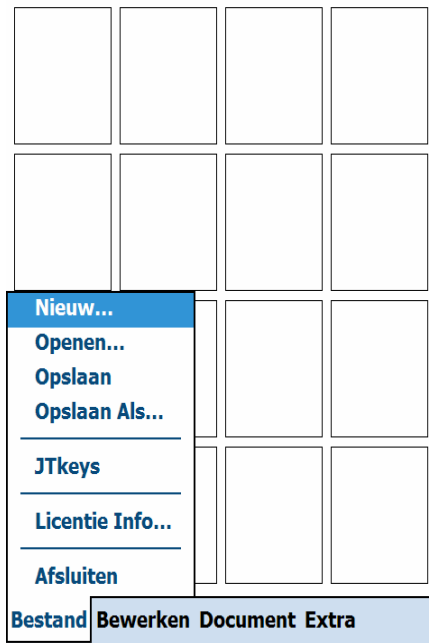 Nieuw...
Openen...
Opslaan
Opslaan Als...
JTkeys
Licentie Info...
Afsluiten
Bestand Bewerken Document Extra